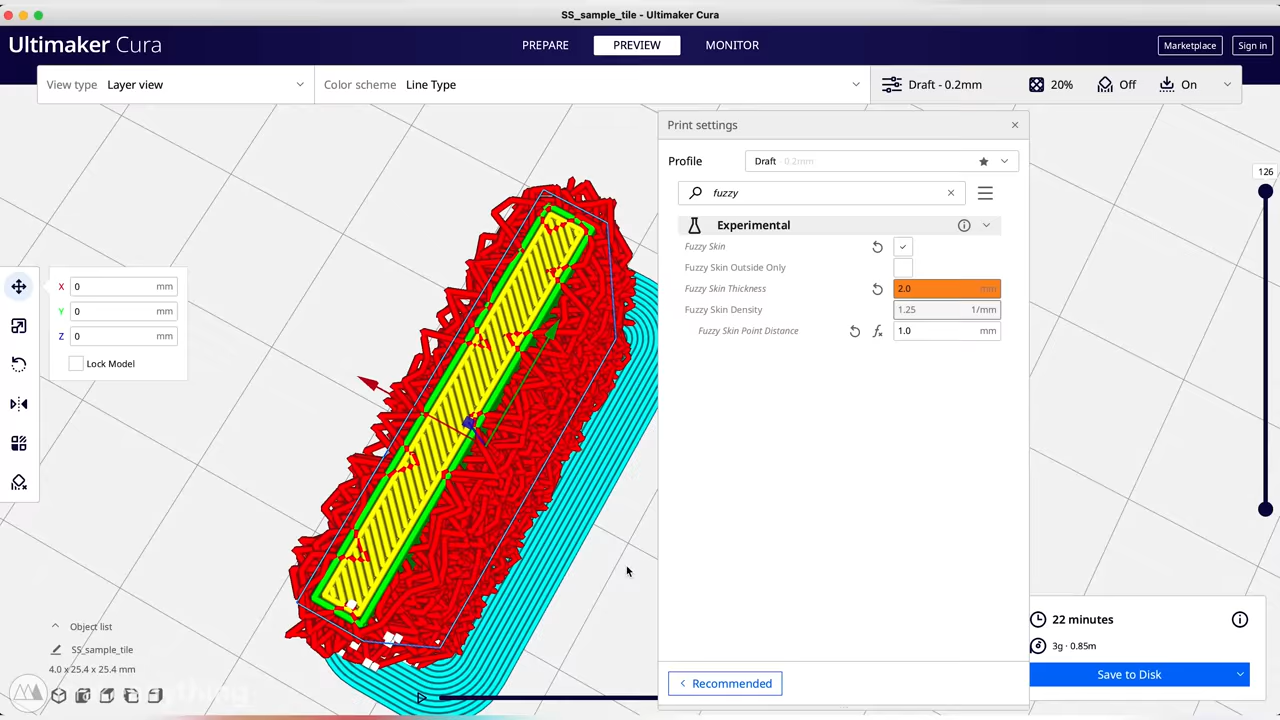 SS_sample_tile - Ultimaker Cura
Ultimaker Cura
PREPARE
PREVIEW
MONITOR
Marketplace
Sign in
View type Layer view
Color scheme Line Type
Draft - 0.2mm
20%
Off
On
Print settings
126
Profile
Draft - 0.2mm
fuzzy
Experimental
Fuzzy Skin
Fuzzy Skin Outside Only
Fuzzy Skin Thickness 2.0 mm
Fuzzy Skin Density 1.25 1/mm
Fuzzy Skin Point Distance 1.0 mm
X 0 mm
Y 0 mm
Z 0 mm
Lock Model
Object list
SS_sample_tile
4.0 x 25.4 x 25.4 mm
22 minutes
3g · 0.85m
Save to Disk
Recommended